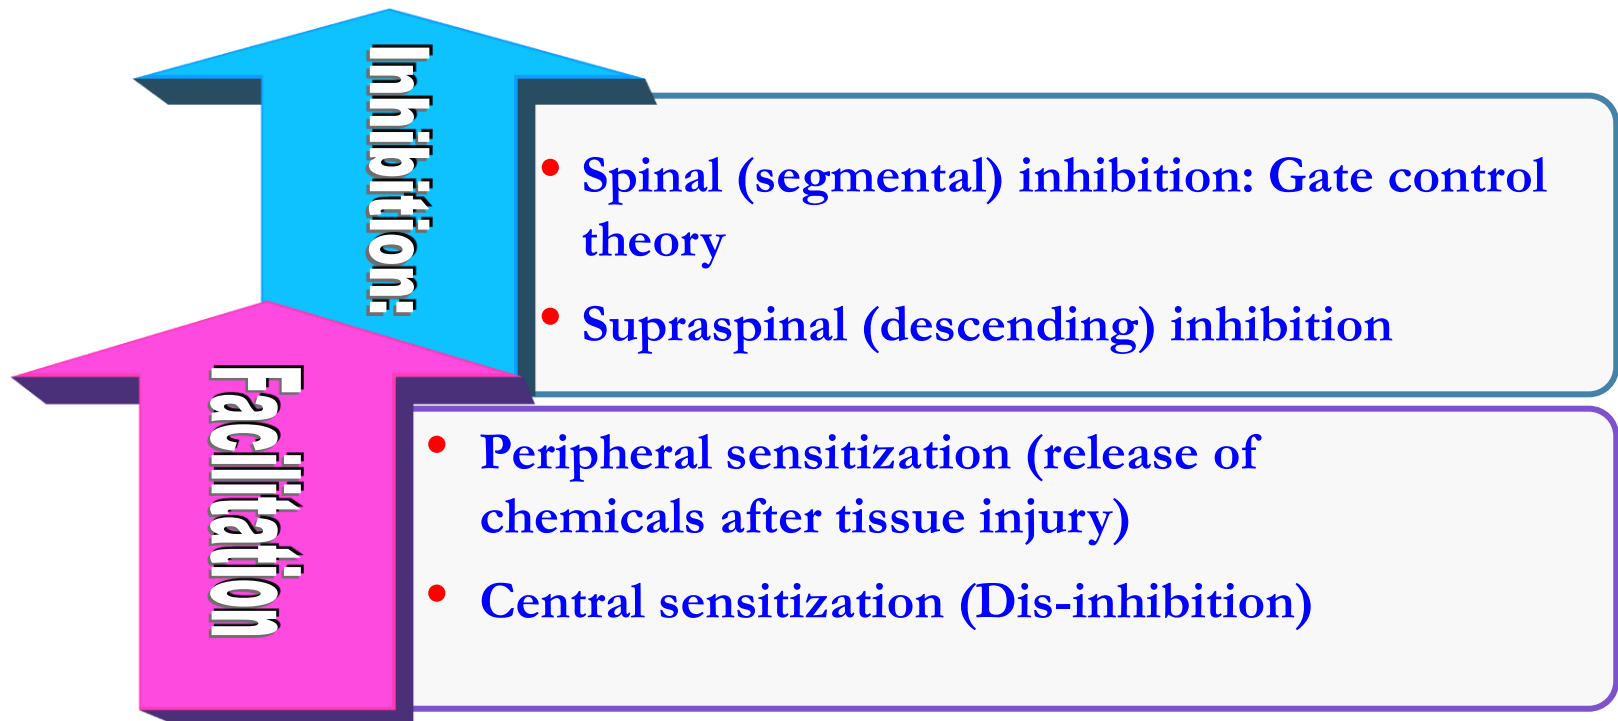 Inhibition:
• Spinal (segmental) inhibition: Gate control
theory
• Supraspinal (descending) inhibition
Facilitation
• Peripheral sensitization (release of
chemicals after tissue injury)
• Central sensitization (Dis-inhibition)